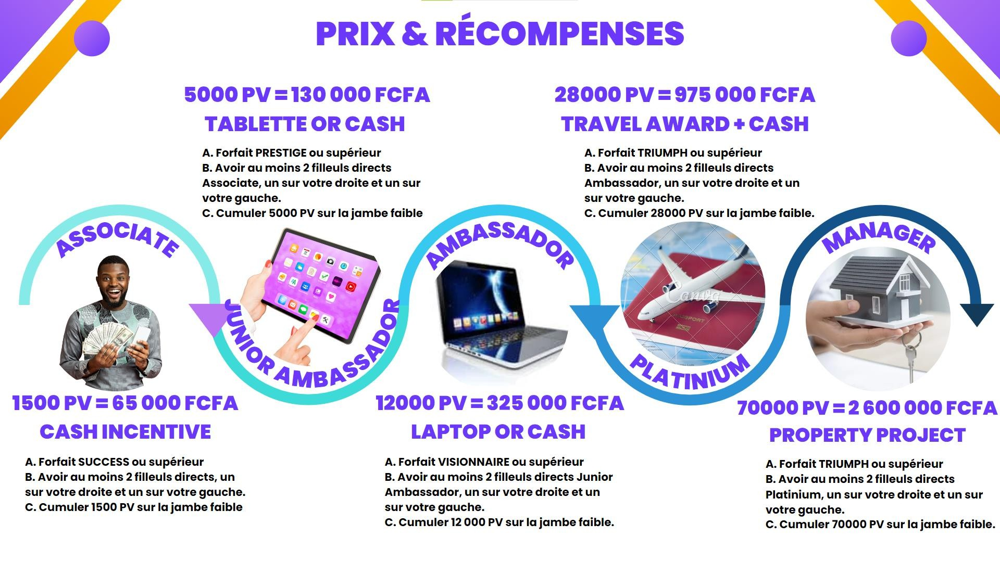 PRIX & RÉCOMPENSES
5000 PV = 130 000 FCFA
TABLETTE OR CASH
A. Forfait PRESTIGE ou supérieur
B. Avoir au moins 2 filleuls directs
Associate, un sur votre droite et un sur
votre gauche.
C. Cumuler 5000 PV sur la jambe faible
28000 PV = 975 000 FCFA
TRAVEL AWARD + CASH
A. Forfait TRIUMPH ou supérieur
B. Avoir au moins 2 filleuls directs
Ambassador, un sur votre droite et un
sur votre gauche.
C. Cumuler 28000 PV sur la jambe faible.
ASSOCIATE
JUNIOR AMBASSADOR
AMBASSADOR
Canva
PASSPORT
PLATINIUM
MANAGER
1500 PV = 65 000 FCFA
CASH INCENTIVE
A. Forfait SUCCESS ou supérieur
B. Avoir au moins 2 filleuls directs, un
sur votre droite et un sur votre gauche.
C. Cumuler 1500 PV sur la jambe faible
12000 PV = 325 000 FCFA
LAPTOP OR CASH
A. Forfait VISIONNAIRE ou supérieur
B. Avoir au moins 2 filleuls directs Junior
Ambassador, un sur votre droite et un
sur votre gauche.
C. Cumuler 12 000 PV sur la jambe faible.
70000 PV = 2 600 000 FCFA
PROPERTY PROJECT
A. Forfait TRIUMPH ou supérieur
B. Avoir au moins 2 filleuls directs
Platinium, un sur votre droite et un sur
votre gauche.
C. Cumuler 70000 PV sur la jambe faible.